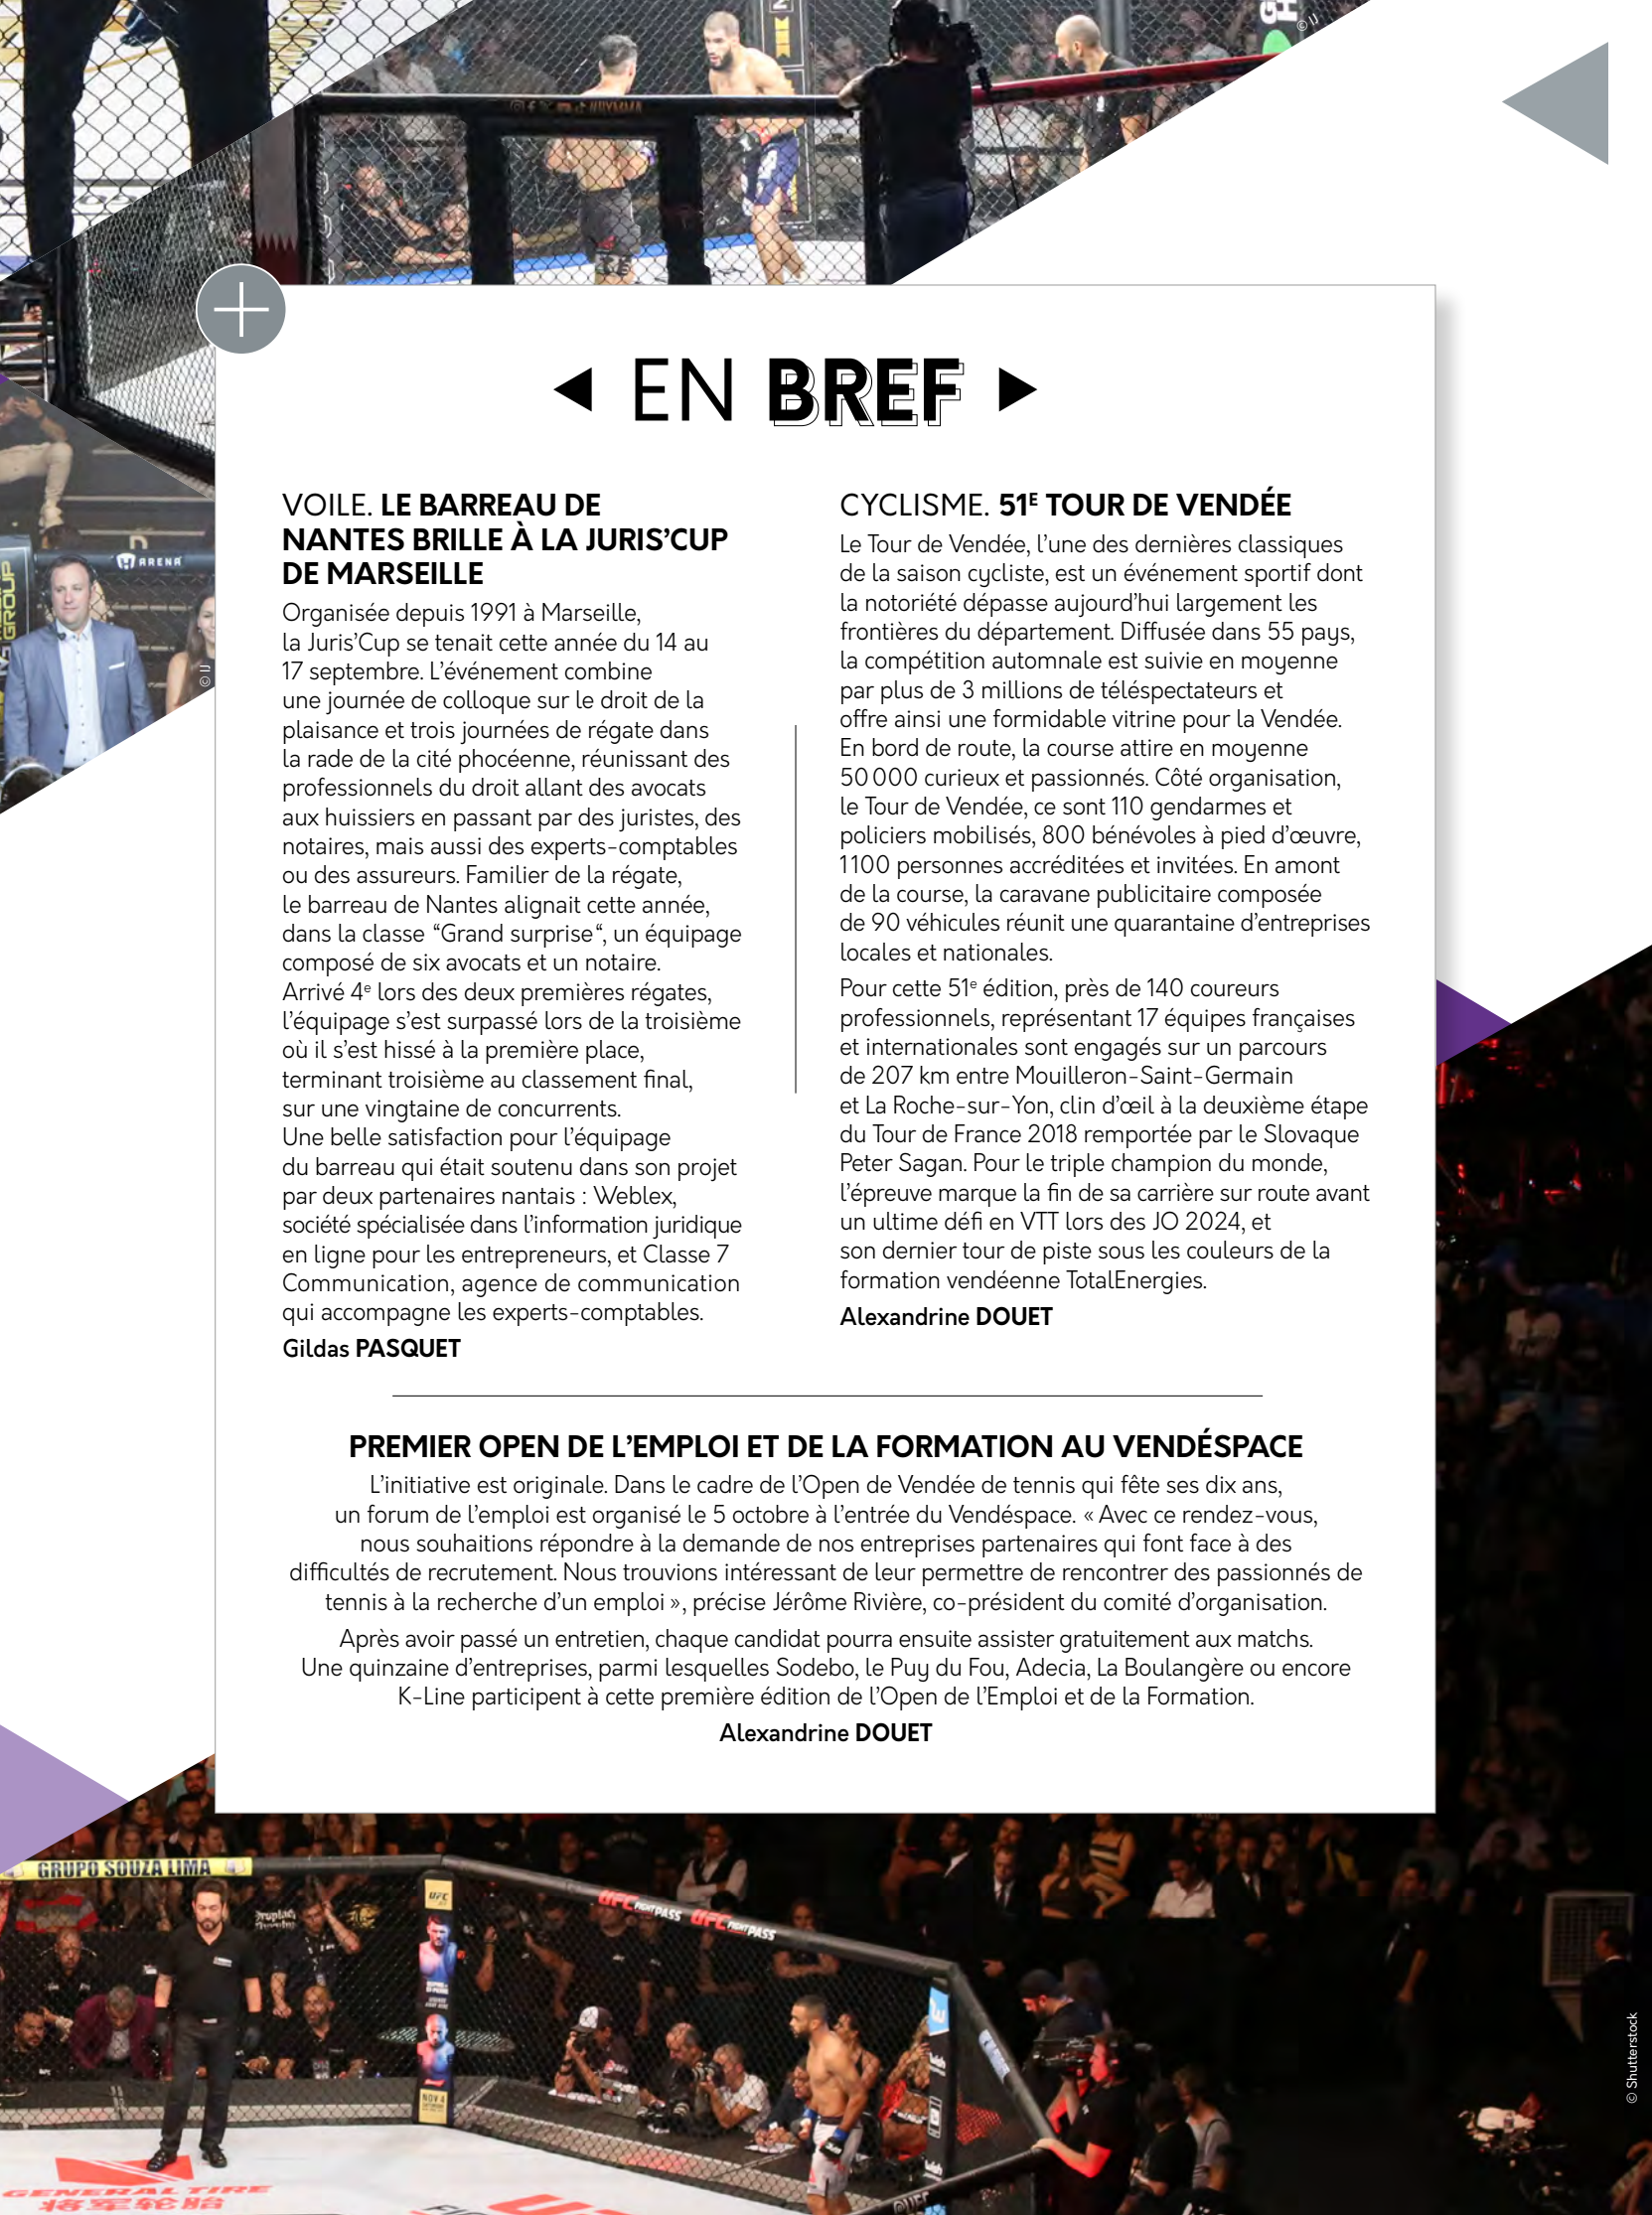 © IJ
ARENA
GROUP
© IJ
EN BREF
VOILE. LE BARREAU DE
NANTES BRILLE À LA JURIS’CUP
DE MARSEILLE
Organisée depuis 1991 à Marseille,
la Juris’Cup se tenait cette année du 14 au
17 septembre. L’événement combine
une journée de colloque sur le droit de la
plaisance et trois journées de régate dans
la rade de la cité phocéenne, réunissant des
professionnels du droit allant des avocats
aux huissiers en passant par des juristes, des
notaires, mais aussi des experts-comptables
ou des assureurs. Familier de la régate,
le barreau de Nantes alignait cette année,
dans la classe “Grand surprise“, un équipage
composé de six avocats et un notaire.
Arrivé 4e lors des deux premières régates,
l’équipage s’est surpassé lors de la troisième
où il s’est hissé à la première place,
terminant troisième au classement final,
sur une vingtaine de concurrents.
Une belle satisfaction pour l’équipage
du barreau qui était soutenu dans son projet
par deux partenaires nantais : Weblex,
société spécialisée dans l’information juridique
en ligne pour les entrepreneurs, et Classe 7
Communication, agence de communication
qui accompagne les experts-comptables.
Gildas PASQUET
CYCLISME. 51E TOUR DE VENDÉE
Le Tour de Vendée, l’une des dernières classiques
de la saison cycliste, est un événement sportif dont
la notoriété dépasse aujourd’hui largement les
frontières du département. Diffusée dans 55 pays,
la compétition automnale est suivie en moyenne
par plus de 3 millions de téléspectateurs et
offre ainsi une formidable vitrine pour la Vendée.
En bord de route, la course attire en moyenne
50 000 curieux et passionnés. Côté organisation,
le Tour de Vendée, ce sont 110 gendarmes et
policiers mobilisés, 800 bénévoles à pied d’œuvre,
1 100 personnes accréditées et invitées. En amont
de la course, la caravane publicitaire composée
de 90 véhicules réunit une quarantaine d’entreprises
locales et nationales.
Pour cette 51e édition, près de 140 coureurs
professionnels, représentant 17 équipes françaises
et internationales sont engagés sur un parcours
de 207 km entre Mouilleron-Saint-Germain
et La Roche-sur-Yon, clin d’œil à la deuxième étape
du Tour de France 2018 remportée par le Slovaque
Peter Sagan. Pour le triple champion du monde,
l’épreuve marque la fin de sa carrière sur route avant
un ultime défi en VTT lors des JO 2024, et
son dernier tour de piste sous les couleurs de la
formation vendéenne TotalEnergies.
Alexandrine DOUET
PREMIER OPEN DE L’EMPLOI ET DE LA FORMATION AU VENDÉSPACE
L’initiative est originale. Dans le cadre de l’Open de Vendée de tennis qui fête ses dix ans,
un forum de l’emploi est organisé le 5 octobre à l’entrée du Vendéspace. « Avec ce rendez-vous,
nous souhaitions répondre à la demande de nos entreprises partenaires qui font face à des
difficultés de recrutement. Nous trouvions intéressant de leur permettre de rencontrer des passionnés de
tennis à la recherche d’un emploi », précise Jérôme Rivière, co-président du comité d’organisation.
Après avoir passé un entretien, chaque candidat pourra ensuite assister gratuitement aux matchs.
Une quinzaine d’entreprises, parmi lesquelles Sodebo, le Puy du Fou, Adecia, La Boulangère ou encore
K-Line participent à cette première édition de l’Open de l’Emploi et de la Formation.
Alexandrine DOUET
GRUPO SOUZA LIMA
UFC
UFC FIGHT PASS UFC FIGHT PASS
NOV 4
GENERAL TIRE
将军轮胎
© Shutterstock